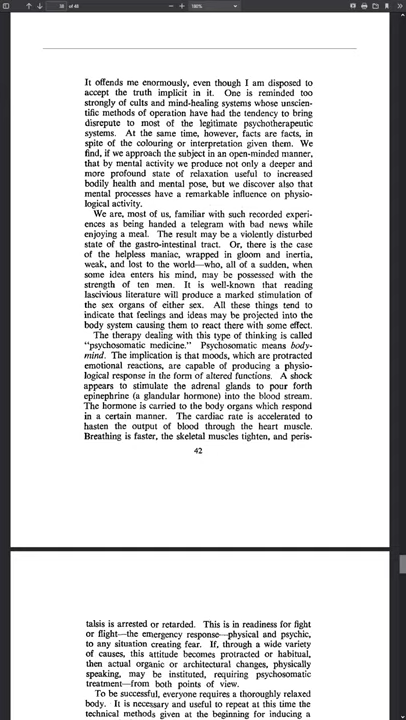 38 of 48
100%
It offends me enormously, even though I am disposed to
accept the truth implicit in it. One is reminded too
strongly of cults and mind-healing systems whose unscien-
tific methods of operation have had the tendency to bring
disrepute to most of the legitimate psychotherapeutic
systems. At the same time, however, facts are facts, in
spite of the colouring or interpretation given them. We
find, if we approach the subject in an open-minded manner,
that by mental activity we produce not only a deeper and
more profound state of relaxation useful to increased
bodily health and mental pose, but we discover also that
mental processes have a remarkable influence on physio-
logical activity.
We are, most of us, familiar with such recorded experi-
ences as being handed a telegram with bad news while
enjoying a meal. The result may be a violently disturbed
state of the gastro-intestinal tract. Or, there is the case
of the helpless maniac, wrapped in gloom and inertia,
weak, and lost to the world—who, all of a sudden, when
some idea enters his mind, may be possessed with the
strength of ten men. It is well-known that reading
lascivious literature will produce a marked stimulation of
the sex organs of either sex. All these things tend to
indicate that feelings and ideas may be projected into the
body system causing them to react there with some effect.
The therapy dealing with this type of thinking is called
"psychosomatic medicine." Psychosomatic means body-
mind. The implication is that moods, which are protracted
emotional reactions, are capable of producing a physio-
logical response in the form of altered functions. A shock
appears to stimulate the adrenal glands to pour forth
epinephrine (a glandular hormone) into the blood stream.
The hormone is carried to the body organs which respond
in a certain manner. The cardiac rate is accelerated to
hasten the output of blood through the heart muscle.
Breathing is faster, the skeletal muscles tighten, and peris-
42
talsis is arrested or retarded. This is in readiness for fight
or flight—the emergency response—physical and psychic,
to any situation creating fear. If, through a wide variety
of causes, this attitude becomes protracted or habitual,
then actual organic or architectural changes, physically
speaking, may be instituted, requiring psychosomatic
treatment—from both points of view.
To be successful, everyone requires a thoroughly relaxed
body. It is necessary and useful to repeat at this time the
technical methods given at the beginning for inducing a